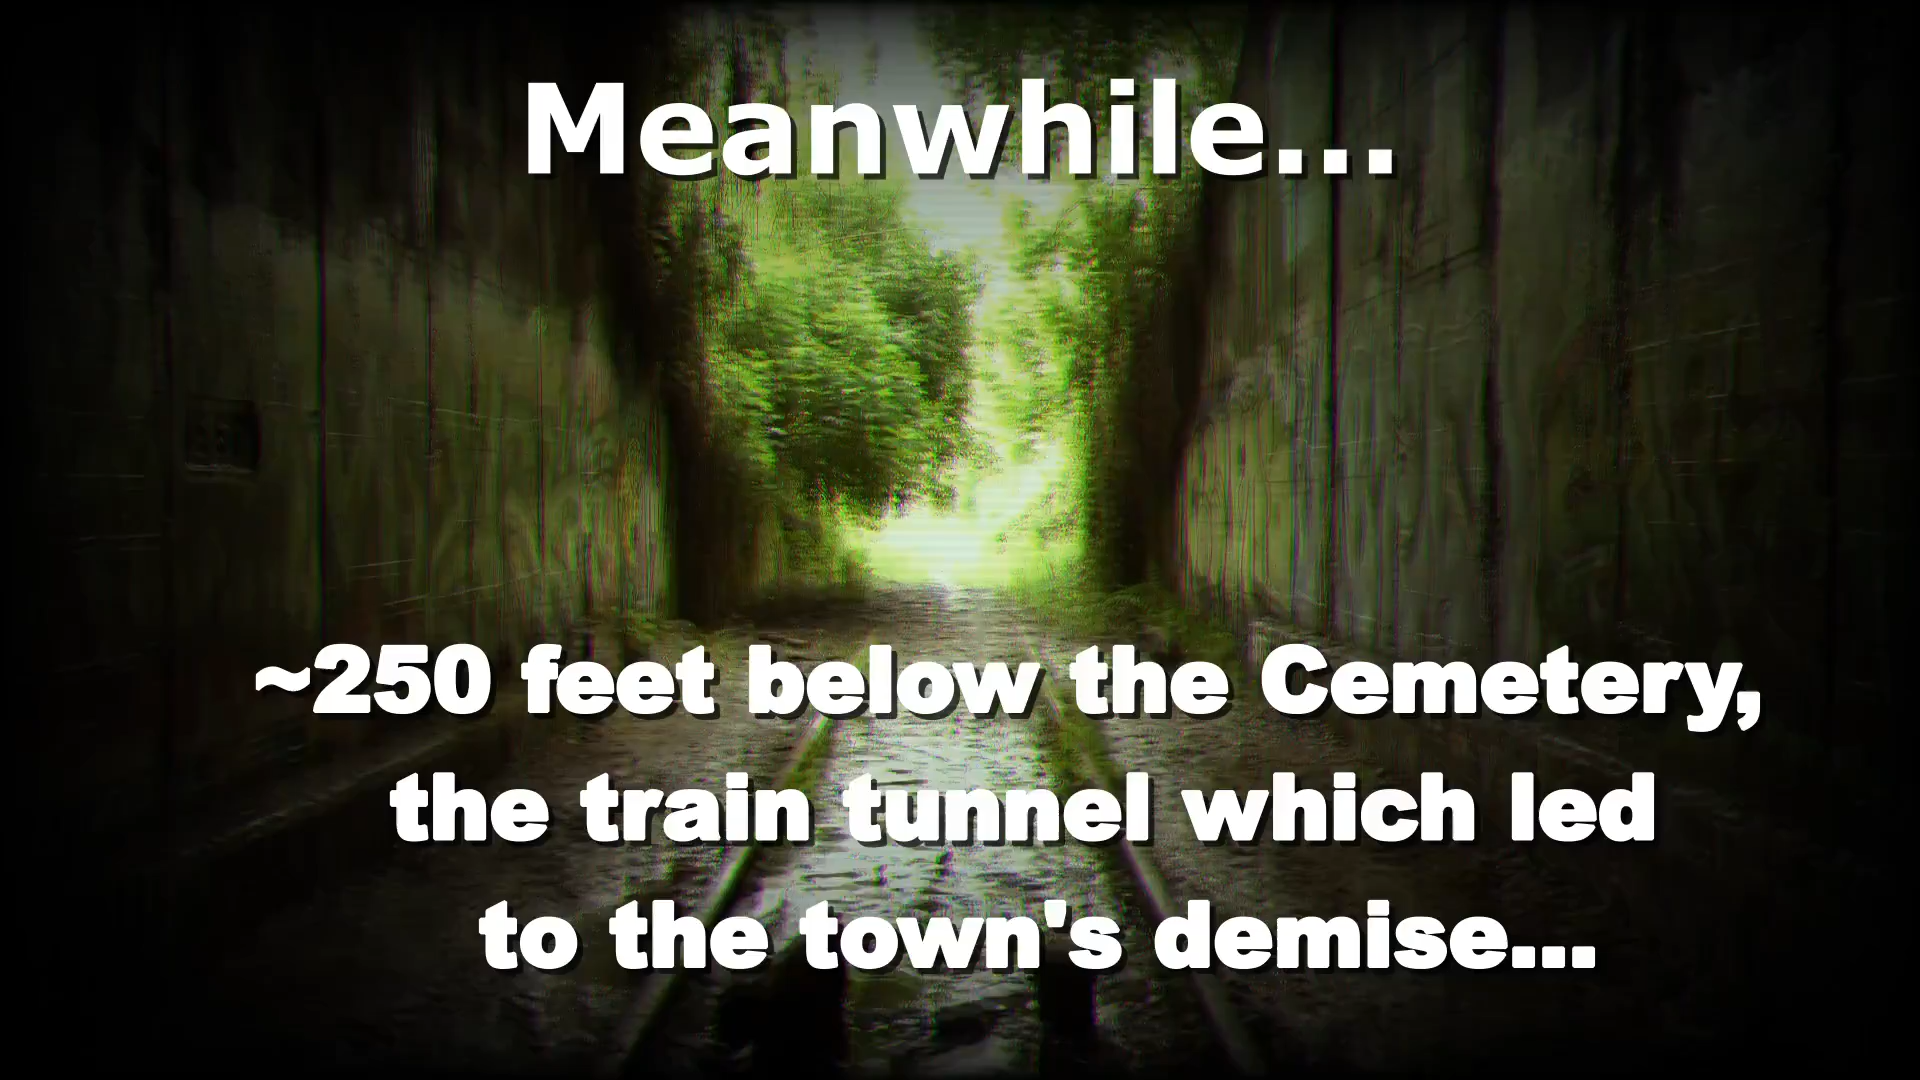 Meanwhile...
~250 feet below the Cemetery,
the train tunnel which led
to the town's demise...